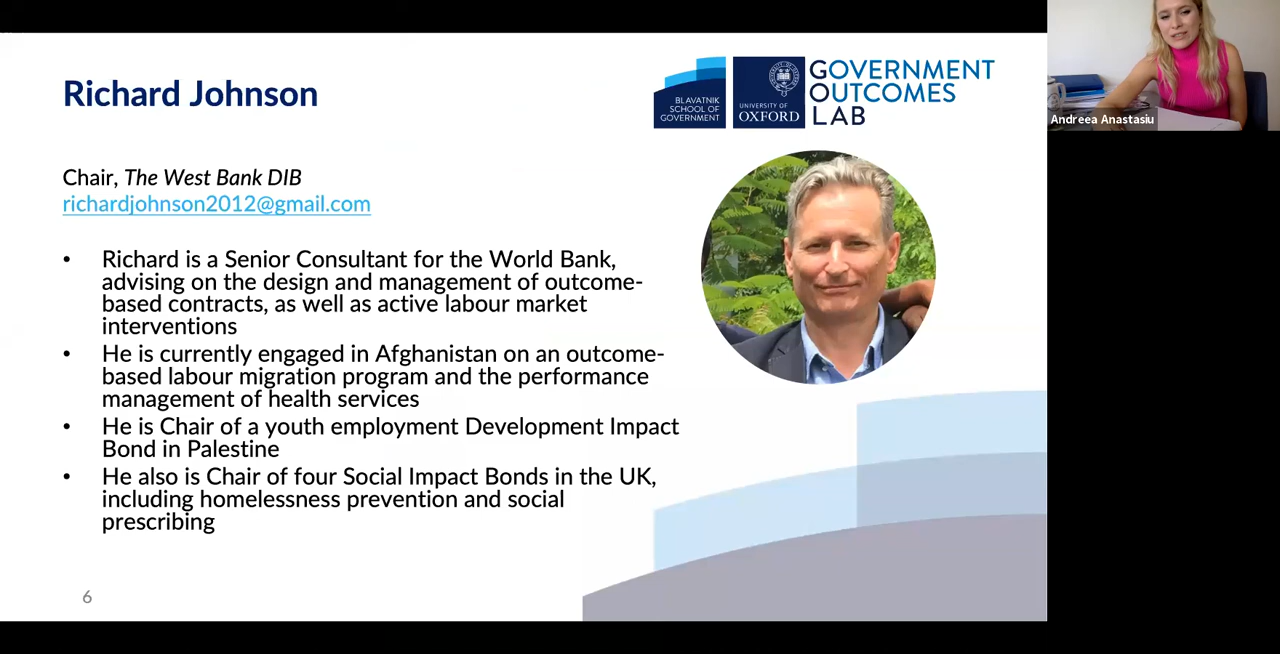 Richard Johnson
BLAVATNIK
SCHOOL OF
GOVERNMENT
UNIVERSITY OF
OXFORD
GOVERNMENT
OUTCOMES
LAB
Andreea Anastasiu
Chair, The West Bank DIB
richardjohnson2012@gmail.com
• Richard is a Senior Consultant for the World Bank,
advising on the design and management of outcome-
based contracts, as well as active labour market
interventions
• He is currently engaged in Afghanistan on an outcome-
based labour migration program and the performance
management of health services
• He is Chair of a youth employment Development Impact
Bond in Palestine
• He also is Chair of four Social Impact Bonds in the UK,
including homelessness prevention and social
prescribing
6